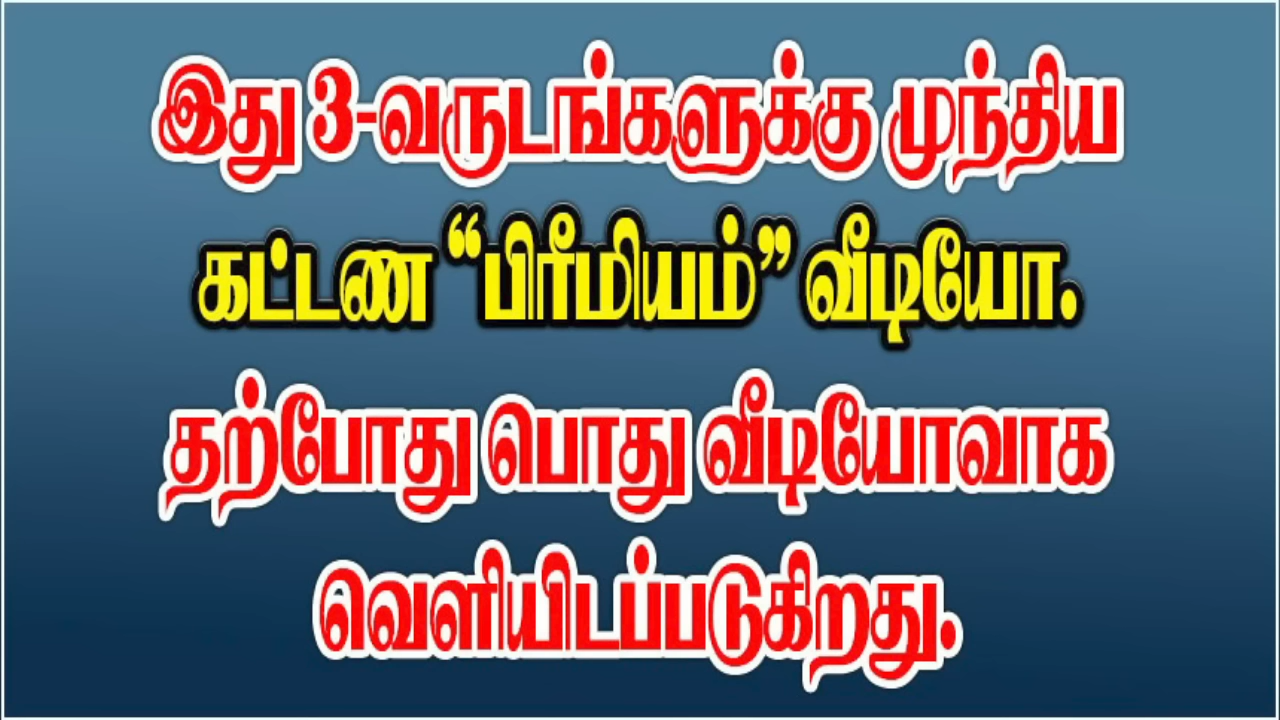 இது 3-வருடங்களுக்கு முந்திய
கட்டண “பிரீமியம்” வீடியோ.
தற்போது பொது வீடியோவாக
வெளியிடப்படுகிறது.